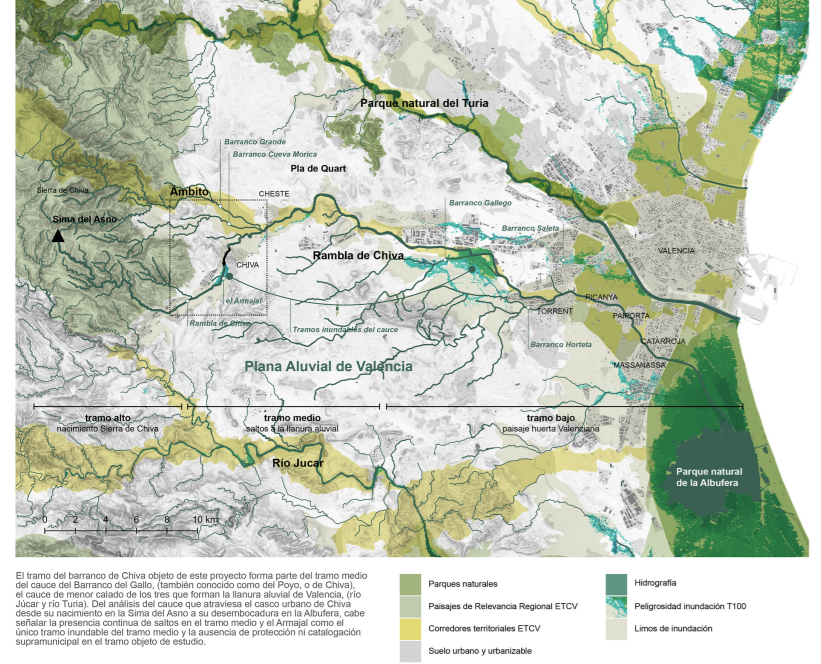 Parque natural del Turia
Barranco Grande
Barranco Cueva Morica
Pla de Quart
Sierra de Chiva
Ámbito
CHESTE
Barranco Gallego
Sima del Asno
Barranco Saleta
VALENCIA
Rambla de Chiva
CHIVA
el Armajal
PICANYA
TORRENT
PAIPORTA
Rambla de Chiva
Tramos inundables del cauce
CATARROJA
Barranco Horteta
Plana Aluvial de Valencia
MASSANASSA
tramo alto
nacimiento Sierra de Chiva
tramo medio
saltos a la llanura aluvial
tramo bajo
paisaje huerta Valenciana
Río Jucar
Parque natural
de la Albufera
0 2 4 6 8 10 km
El tramo del barranco de Chiva objeto de este proyecto forma parte del tramo medio
del cauce del Barranco del Gallo, (también conocido como del Poyo, o de Chiva),
el cauce de menor calado de los tres que forman la llanura aluvial de Valencia, (río
Júcar y río Turia). Del análisis del cauce que atraviesa el casco urbano de Chiva
desde su nacimiento en la Sima del Asno a su desembocadura en la Albufera, cabe
señalar la presencia continua de saltos en el tramo medio y el Armajal como el
único tramo inundable del tramo medio y la ausencia de protección ni catalogación
supramunicipal en el tramo objeto de estudio.
Parques naturales
Paisajes de Relevancia Regional ETCV
Corredores territoriales ETCV
Suelo urbano y urbanizable
Hidrografía
Peligrosidad inundación T100
Limos de inundación